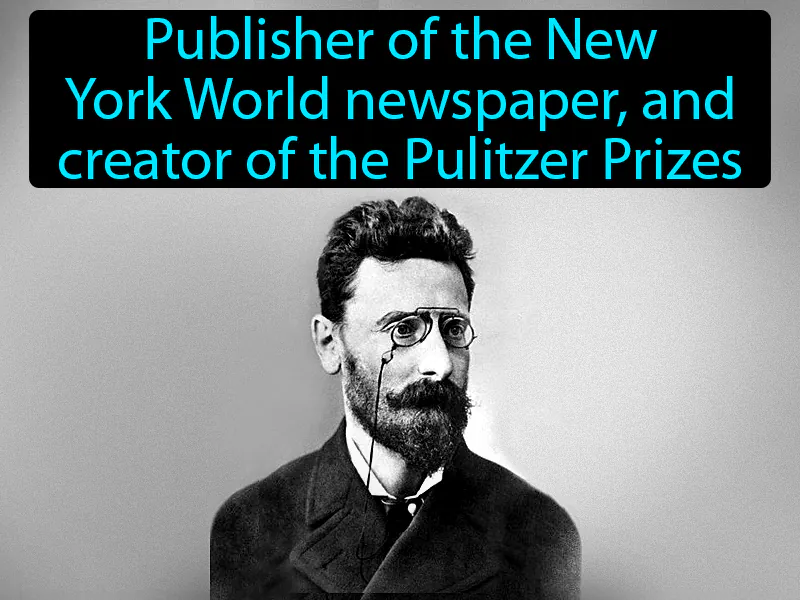 Publisher of the New
York World newspaper, and
creator of the Pulitzer Prizes